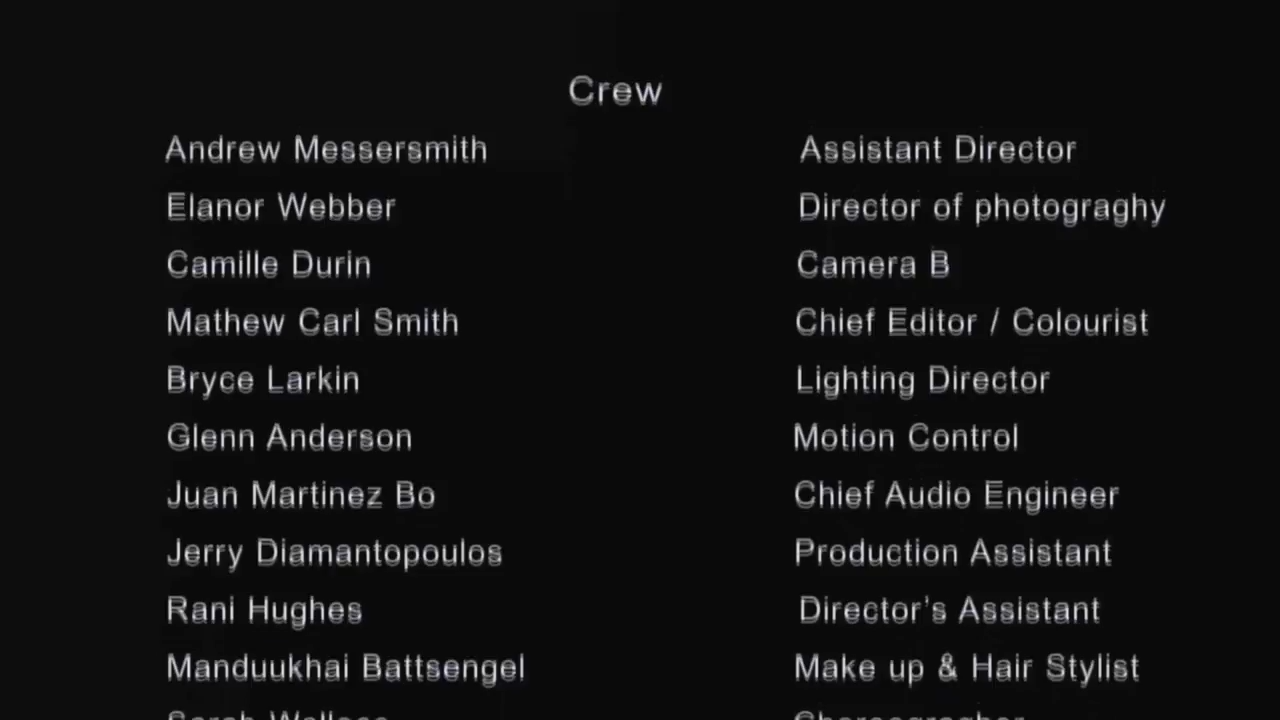 Crew
Andrew Messersmith Assistant Director
Elanor Webber Director of photograghy
Camille Durin Camera B
Mathew Carl Smith Chief Editor / Colourist
Bryce Larkin Lighting Director
Glenn Anderson Motion Control
Juan Martinez Bo Chief Audio Engineer
Jerry Diamantopoulos Production Assistant
Rani Hughes Director's Assistant
Manduukhai Battsengel Make up & Hair Stylist